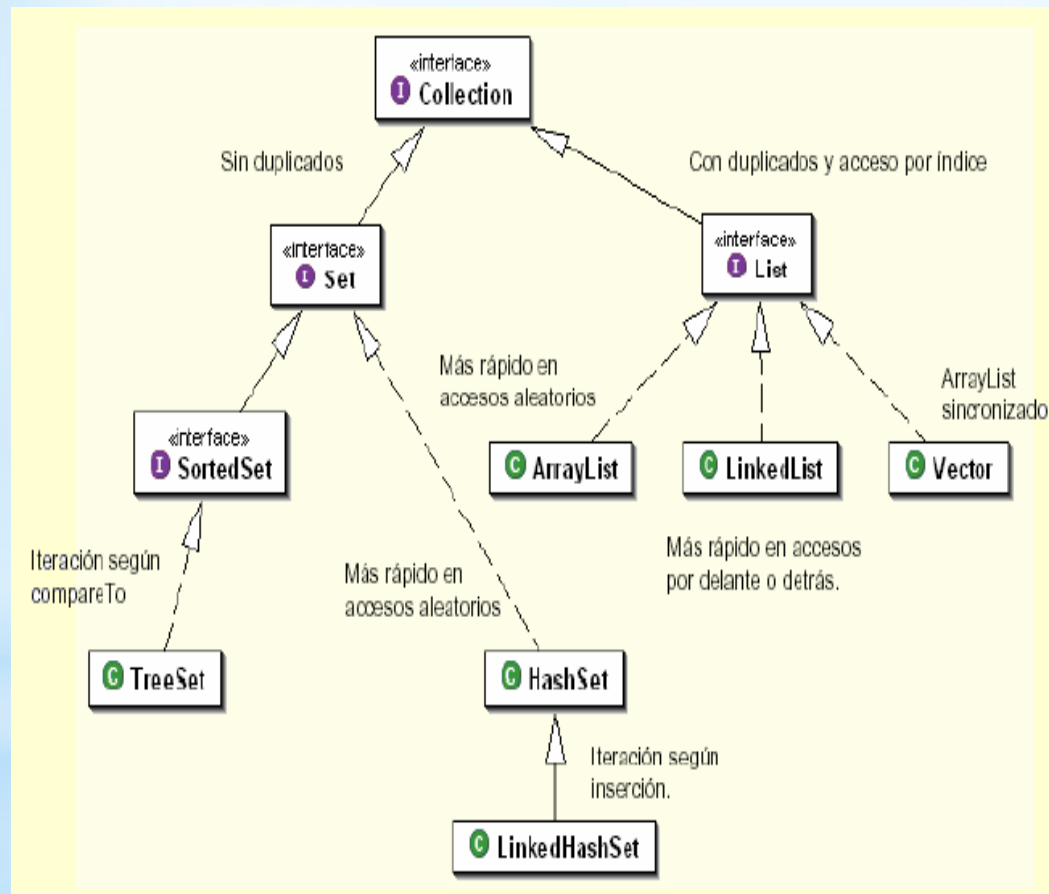 «interface»
I Collection
Sin duplicados
Con duplicados y acceso por índice
«interface»
I Set
«interface»
I List
Más rápido en
accesos aleatorios
ArrayList
sincronizado
«interface»
I SortedSet
C ArrayList
C LinkedList
C Vector
Iteración según
compareTo
Más rápido en
accesos aleatorios
Más rápido en accesos
por delante o detrás.
C TreeSet
C HashSet
Iteración según
inserción.
C LinkedHashSet